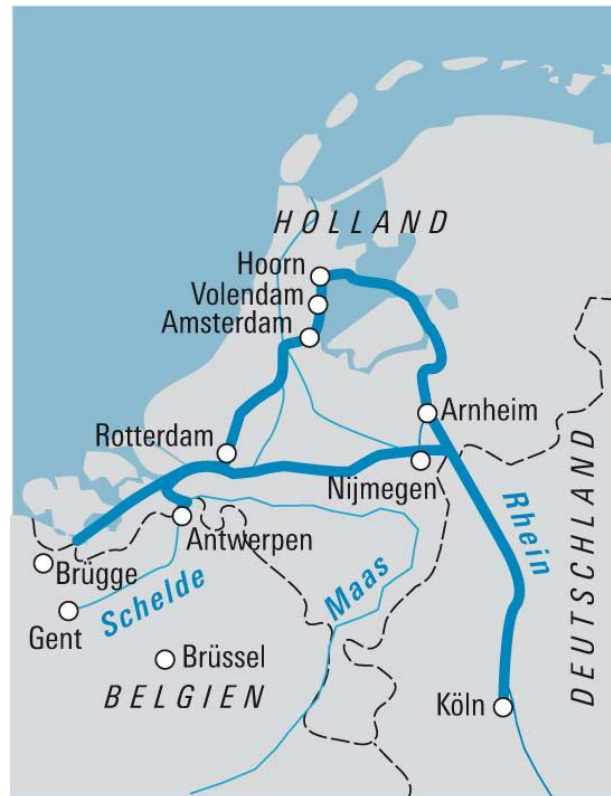 HOLLAND
Hoorn
Volendam
Amsterdam
Arnheim
Rotterdam
Nijmegen
Rhein
DEUTSCHLAND
Antwerpen
Brügge
Schelde
Maas
Gent
Brüssel
BELGIEN
Köln